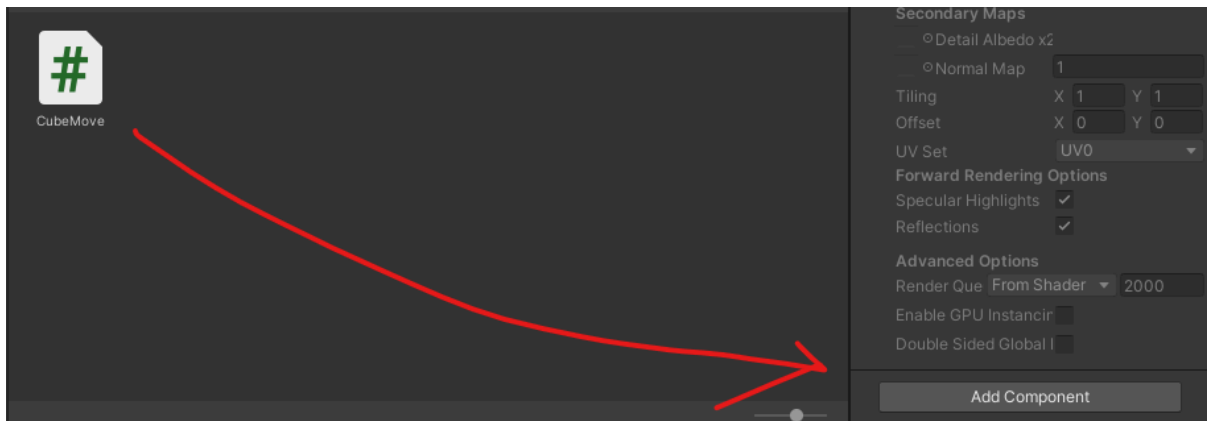 #
CubeMove
Secondary Maps
Detail Albedo x2
Normal Map 1
Tiling X 1 Y 1
Offset X 0 Y 0
UV Set UV0
Forward Rendering Options
Specular Highlights
Reflections
Advanced Options
Render Que From Shader 2000
Enable GPU Instancin
Double Sided Global I
Add Component